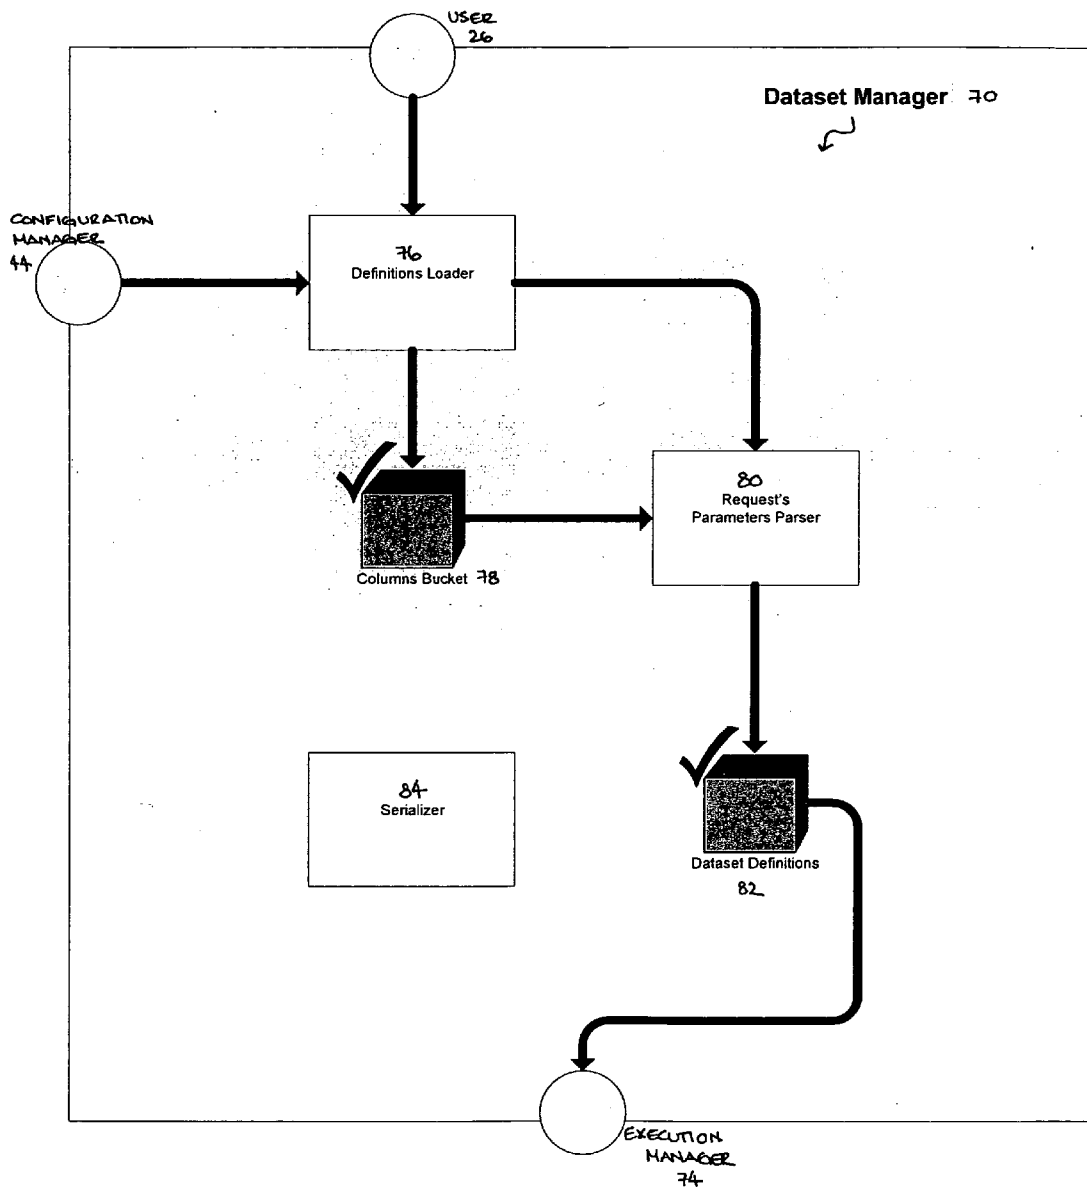 USER
26
Dataset Manager 70
CONFIGURATION
MANAGER
44
76
Definitions Loader
80
Request's
Parameters Parser
Columns Bucket 78
84
Serializer
Dataset Definitions
82
EXECUTION
MANAGER
74